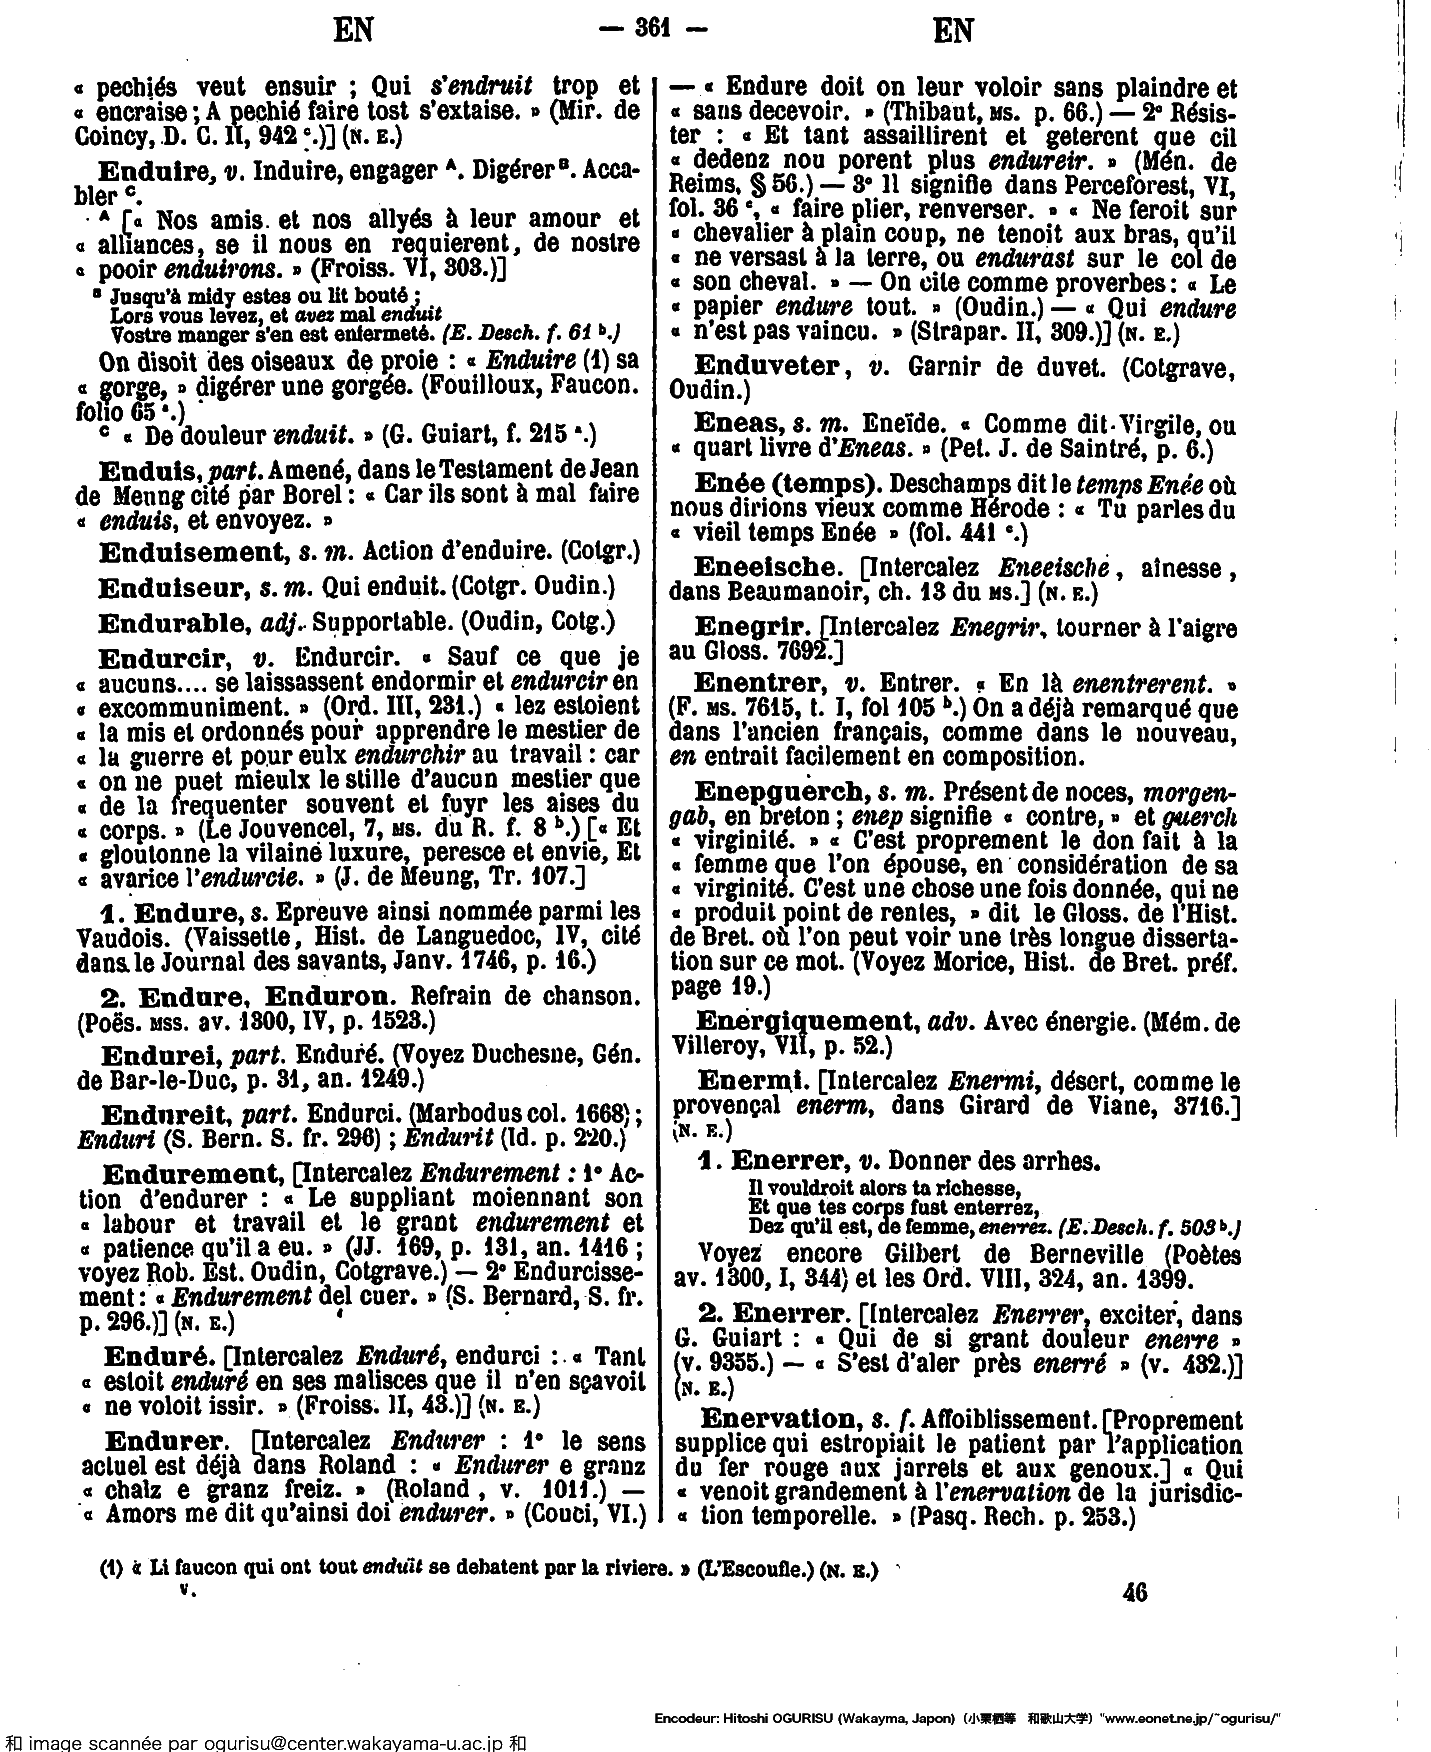 EN — 361 — EN
« pechiés veut ensuir ; Qui s'endruit trop et
« encraise ; A pechié faire tost s'extaise. » (Mir. de
Coincy, D. C. II, 942 c.)] (N. E.)
Enduire, v. Induire, engager A. Digérer B. Acca-
bler C.
A [« Nos amis et nos allyés à leur amour et
« alliances, se il nous en requierent, de nostre
« pooir enduirons. » (Froiss. VI, 303.)]
B Jusqu'à midy estes ou lit bouté ;
Lors vous levez, et avez mal enduit
Vostre manger s'en est enfermeté. (E. Desch. f. 61 b.)
On disoit des oiseaux de proie : « Enduire (1) sa
« gorge, » digérer une gorgée. (Fouilloux, Faucon.
folio 65 a.)
C « De douleur enduit. » (G. Guiart, f. 215 a.)
Enduis, part. Amené, dans le Testament de Jean
de Meung cité par Borel : « Car ils sont à mal faire
« enduis, et envoyez. »
Enduisement, s. m. Action d'enduire. (Cotgr.)
Enduiseur, s. m. Qui enduit. (Cotgr. Oudin.)
Endurable, adj. Supportable. (Oudin, Cotg.)
Endurcir, v. Endurcir. « Sauf ce que je
« aucuns.... se laissassent endormir et endurcir en
« excommuniment. » (Ord. III, 231.) « lez estoient
« la mis et ordonnés pour apprendre le mestier de
« la guerre et pour eulx endurchir au travail : car
« on ne puet mieulx le stille d'aucun mestier que
« de la frequenter souvent et fuyr les aises du
« corps. » (Le Jouvencel, 7, MS. du R. f. 8 b.) [« Et
« gloutonne la vilaine luxure, peresce et envie, Et
« avarice l'endurcie. » (J. de Meung, Tr. 107.]
1. Endure, s. Epreuve ainsi nommée parmi les
Vaudois. (Vaissette, Hist. de Languedoc, IV, cité
dans le Journal des savants, Janv. 1746, p. 16.)
2. Endure, Enduron. Refrain de chanson.
(Poës. MSS. av. 1300, IV, p. 1523.)
Endurei, part. Enduré. (Voyez Duchesne, Gén.
de Bar-le-Duc, p. 31, an. 1249.)
Endureit, part. Endurci. (Marbodus col. 1668) ;
Enduri (S. Bern. S. fr. 296) ; Endurit (Id. p. 220.)
Endurement, [Intercalez Endurement : 1° Ac-
tion d'endurer : « Le suppliant moiennant son
« labour et travail et le grant endurement et
« patience qu'il a eu. » (JJ. 169, p. 131, an. 1416 ;
voyez Rob. Est. Oudin, Cotgrave.) — 2° Endurcisse-
ment : « Endurement del cuer. » (S. Bernard, S. fr.
p. 296.)] (N. E.)
Enduré. [Intercalez Enduré, endurci : « Tant
« estoit enduré en ses malisces que il n'en sçavoit
« ne voloit issir. » (Froiss. II, 43.)] (N. E.)
Endurer. [Intercalez Endurer : 1° le sens
actuel est déjà dans Roland : « Endurer e granz
« chalz e granz freiz. » (Roland, v. 1011.) —
« Amors me dit qu'ainsi doi endurer. » (Couci, VI.)
— « Endure doit on leur voloir sans plaindre et
« sans decevoir. » (Thibaut, MS. p. 66.) — 2° Résis-
ter : « Et tant assaillirent et geterent que cil
« dedenz nou porent plus endureir. » (Mén. de
Reims, § 56.) — 3° Il signifie dans Perceforest, VI,
fol. 36 c, « faire plier, renverser. » « Ne feroit sur
« chevalier à plain coup, ne tenoit aux bras, qu'il
« ne versast à la terre, ou endurast sur le col de
« son cheval. » — On cite comme proverbes : « Le
« papier endure tout. » (Oudin.) — « Qui endure
« n'est pas vaincu. » (Strapar. II, 309.)] (N. E.)
Enduveter, v. Garnir de duvet. (Cotgrave,
Oudin.)
Eneas, s. m. Eneïde. « Comme dit Virgile, ou
« quart livre d'Eneas. » (Pet. J. de Saintré, p. 6.)
Enée (temps). Deschamps dit le temps Enée où
nous dirions vieux comme Hérode : « Tu parles du
« vieil temps Enée » (fol. 441 c.)
Eneeische. [Intercalez Eneeische, aînesse,
dans Beaumanoir, ch. 13 du MS.] (N. E.)
Enegrir. [Intercalez Enegrir, tourner à l'aigre
au Gloss. 7692.]
Enentrer, v. Entrer. « En là enentrerent. »
(F. MS. 7615, t. I, fol 105 b.) On a déjà remarqué que
dans l'ancien français, comme dans le nouveau,
en entrait facilement en composition.
Enepguerch, s. m. Présent de noces, morgen-
gab, en breton ; enep signifie « contre, » et guerch
« virginité. » « C'est proprement le don fait à la
« femme que l'on épouse, en considération de sa
« virginité. C'est une chose une fois donnée, qui ne
« produit point de rentes, » dit le Gloss. de l'Hist.
de Bret. où l'on peut voir une très longue disserta-
tion sur ce mot. (Voyez Morice, Hist. de Bret. préf.
page 19.)
Energiquement, adv. Avec énergie. (Mém. de
Villeroy, VII, p. 52.)
Enermi. [Intercalez Enermi, désert, comme le
provençal enerm, dans Girard de Viane, 3716.]
(N. E.)
1. Enerrer, v. Donner des arrhes.
Il vouldroit alors ta richesse,
Et que tes corps fust enterrez,
Dez qu'il est, de femme, enerrez. (E. Desch. f. 503 b.)
Voyez encore Gilbert de Berneville (Poètes
av. 1300, I, 344) et les Ord. VIII, 324, an. 1399.
2. Enerrer. [Intercalez Enerrer, exciter, dans
G. Guiart : « Qui de si grant douleur enerre »
(v. 9355.) — « S'est d'aler près enerré » (v. 432.)]
(N. E.)
Enervation, s. f. Affoiblissement. [Proprement
supplice qui estropiait le patient par l'application
du fer rouge aux jarrets et aux genoux.] « Qui
« venoit grandement à l'enervation de la jurisdic-
« tion temporelle. » (Pasq. Rech. p. 253.)
(1) « Li faucon qui ont tout enduït se debatent par la riviere. » (L'Escoufle.) (N. E.)
V. 46
Encodeur: Hitoshi OGURISU (Wakayma, Japon) (小栗栖等 和歌山大学) "www.eonet.ne.jp/~ogurisu/"
和 image scannée par ogurisu@center.wakayama-u.ac.jp 和